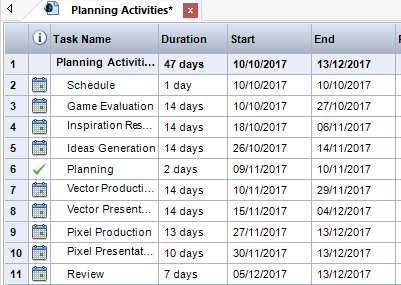 Planning Activities*
Task Name Duration Start End
1 Planning Activiti... 47 days 10/10/2017 13/12/2017
2 Schedule 1 day 10/10/2017 10/10/2017
3 Game Evaluation 14 days 10/10/2017 27/10/2017
4 Inspiration Res... 14 days 18/10/2017 06/11/2017
5 Ideas Generation 14 days 26/10/2017 14/11/2017
6 Planning 2 days 09/11/2017 10/11/2017
7 Vector Producti... 14 days 10/11/2017 29/11/2017
8 Vector Present... 14 days 15/11/2017 04/12/2017
9 Pixel Production 13 days 27/11/2017 13/12/2017
10 Pixel Presentat... 10 days 30/11/2017 13/12/2017
11 Review 7 days 05/12/2017 13/12/2017